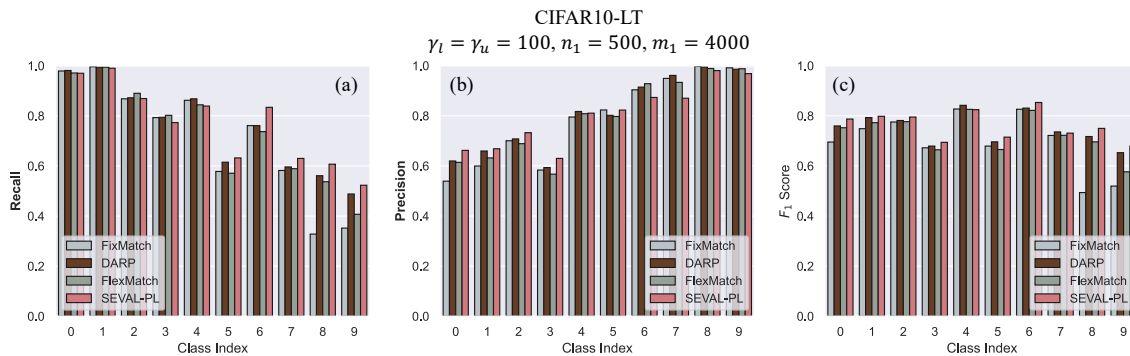 CIFAR10-LT
γ_l = γ_u = 100, n_1 = 500, m_1 = 4000
(a)
Recall
1.0
0.8
0.6
0.4
0.2
0.0
FixMatch
DARP
FlexMatch
SEVAL-PL
0 1 2 3 4 5 6 7 8 9
Class Index
(b)
Precision
1.0
0.8
0.6
0.4
0.2
0.0
FixMatch
DARP
FlexMatch
SEVAL-PL
0 1 2 3 4 5 6 7 8 9
Class Index
(c)
F_1 Score
1.0
0.8
0.6
0.4
0.2
0.0
FixMatch
DARP
FlexMatch
SEVAL-PL
0 1 2 3 4 5 6 7 8 9
Class Index